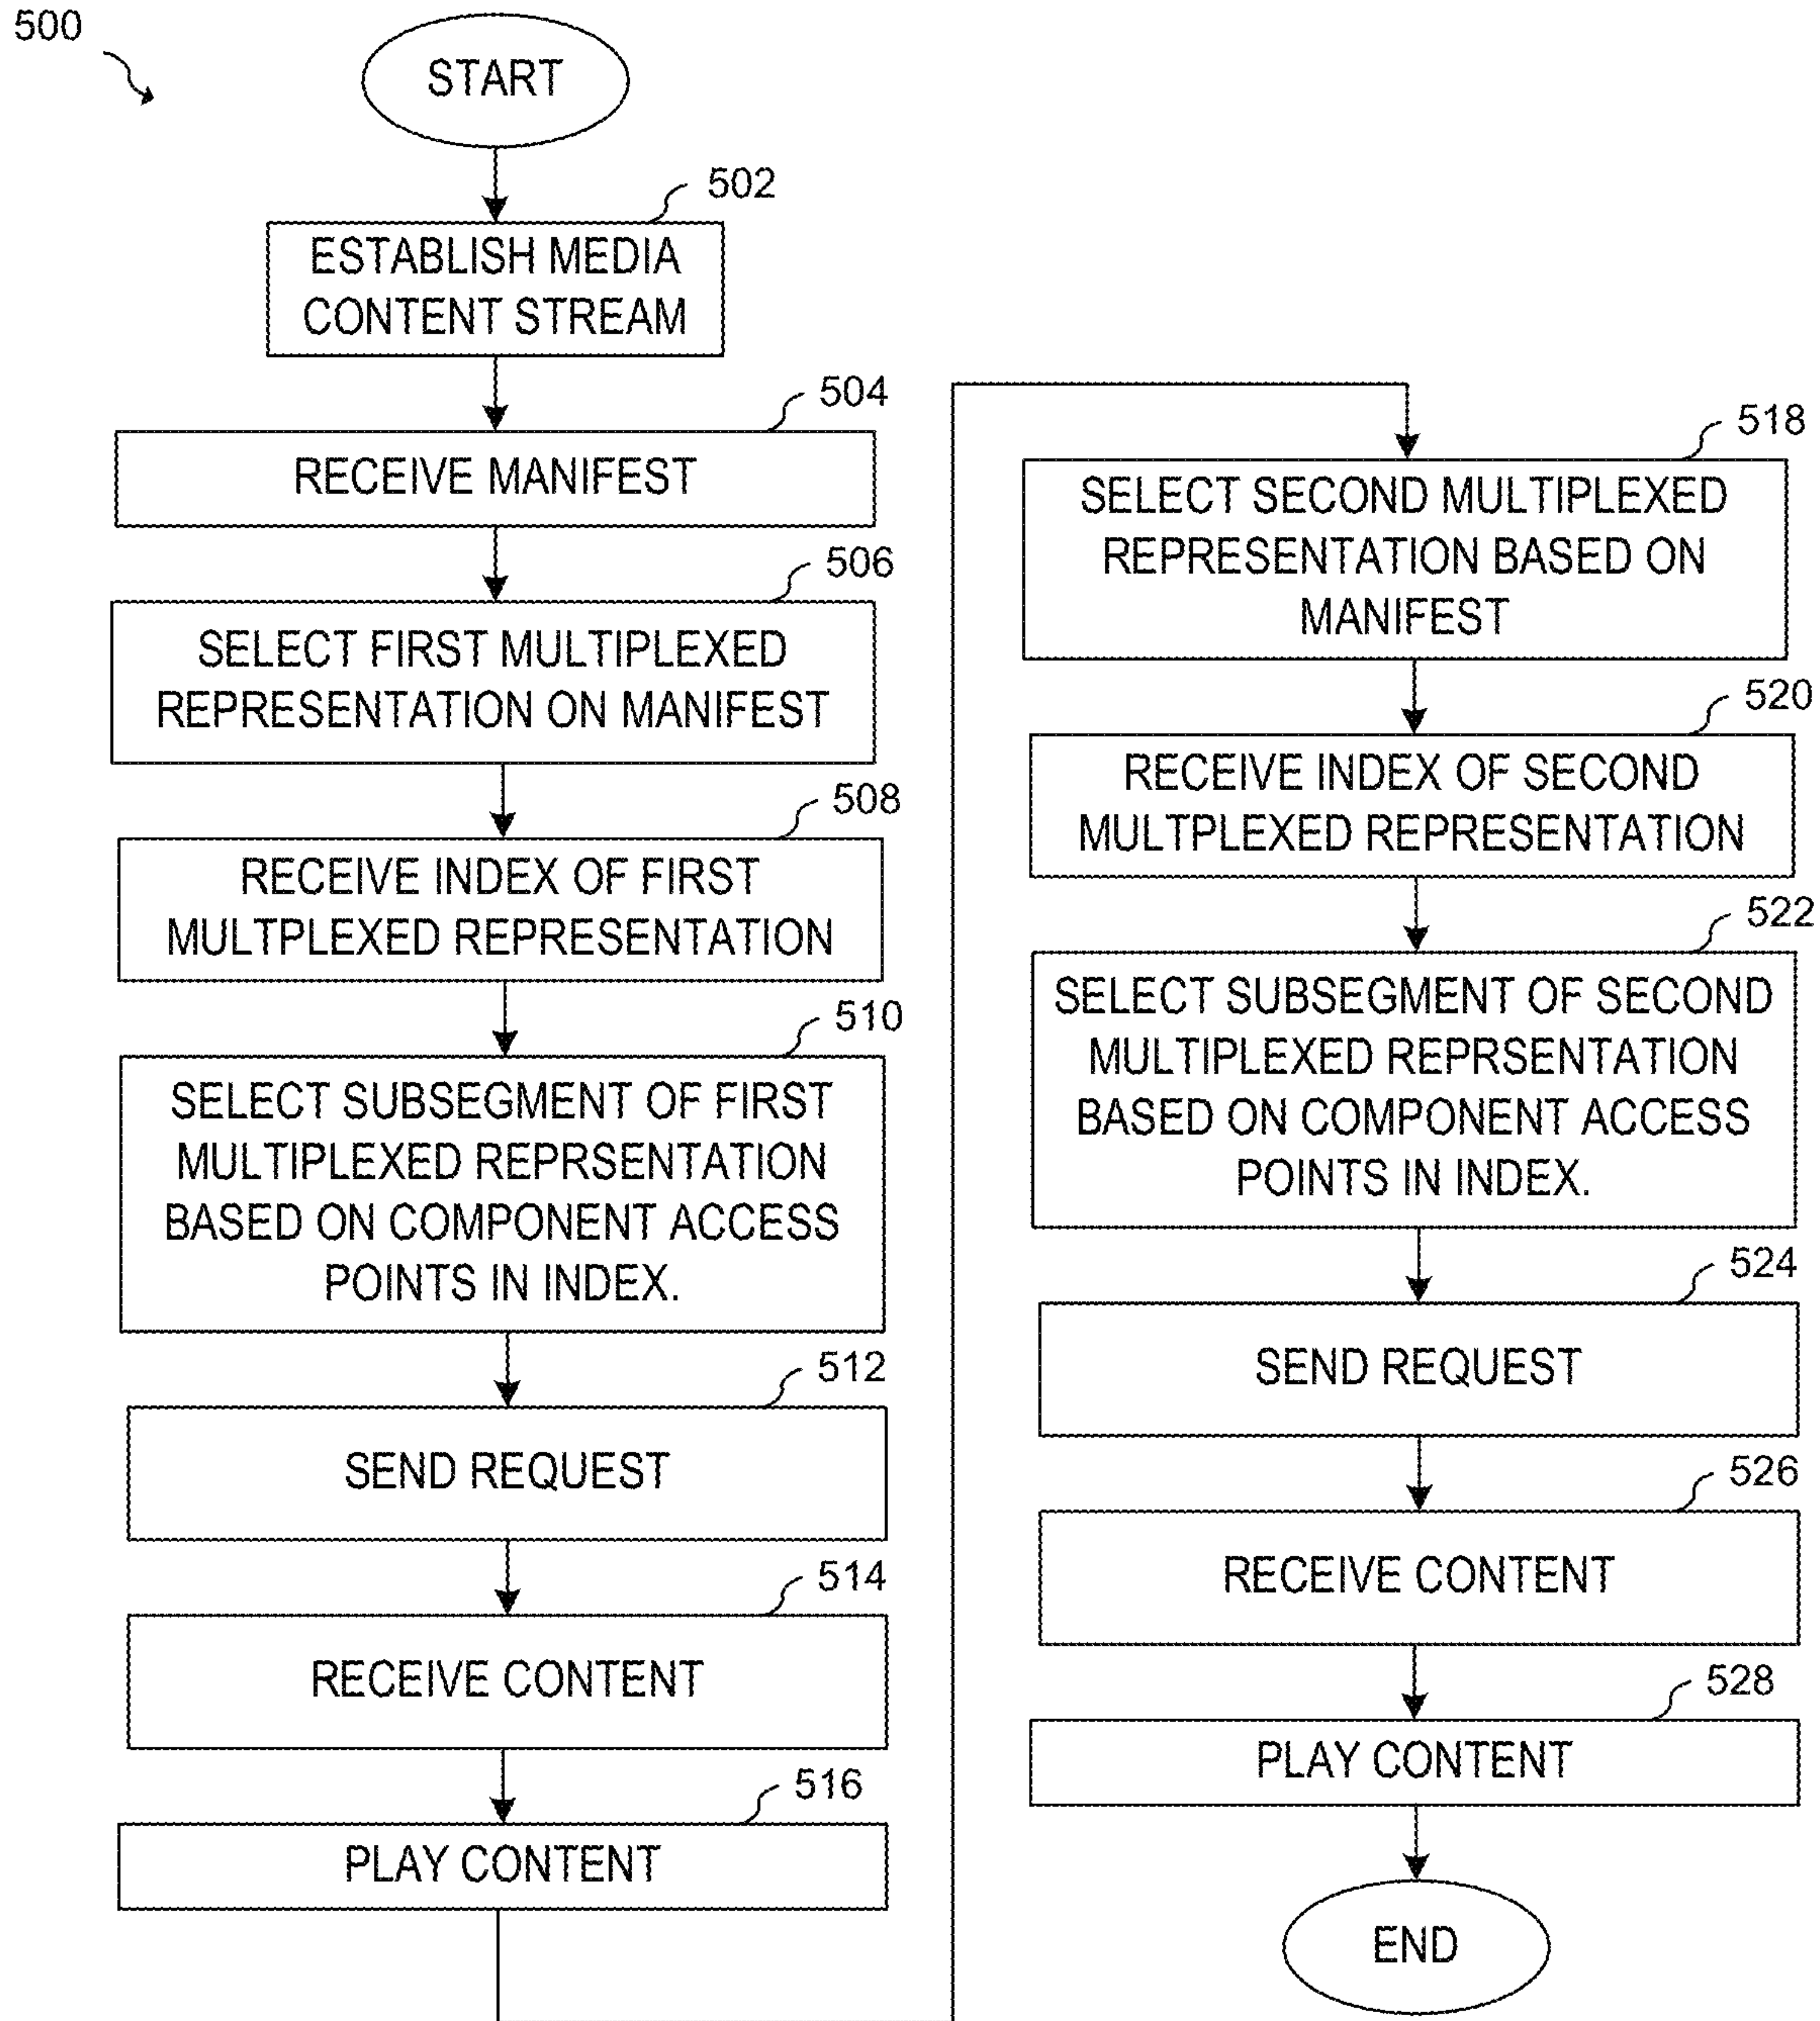 500
START
502
ESTABLISH MEDIA
CONTENT STREAM
504
RECEIVE MANIFEST
506
SELECT FIRST MULTIPLEXED
REPRESENTATION ON MANIFEST
508
RECEIVE INDEX OF FIRST
MULTPLEXED REPRESENTATION
510
SELECT SUBSEGMENT OF FIRST
MULTIPLEXED REPRSENTATION
BASED ON COMPONENT ACCESS
POINTS IN INDEX.
512
SEND REQUEST
514
RECEIVE CONTENT
516
PLAY CONTENT
518
SELECT SECOND MULTIPLEXED
REPRESENTATION BASED ON
MANIFEST
520
RECEIVE INDEX OF SECOND
MULTPLEXED REPRESENTATION
522
SELECT SUBSEGMENT OF SECOND
MULTIPLEXED REPRSENTATION
BASED ON COMPONENT ACCESS
POINTS IN INDEX.
524
SEND REQUEST
526
RECEIVE CONTENT
528
PLAY CONTENT
END